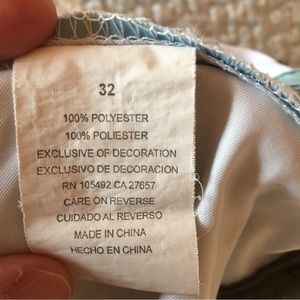 32
100% POLYESTER
100% POLIESTER
EXCLUSIVE OF DECORATION
EXCLUSIVO DE DECORACION
RN 105492 CA 27657
CARE ON REVERSE
CUIDADO AL REVERSO
MADE IN CHINA
HECHO EN CHINA